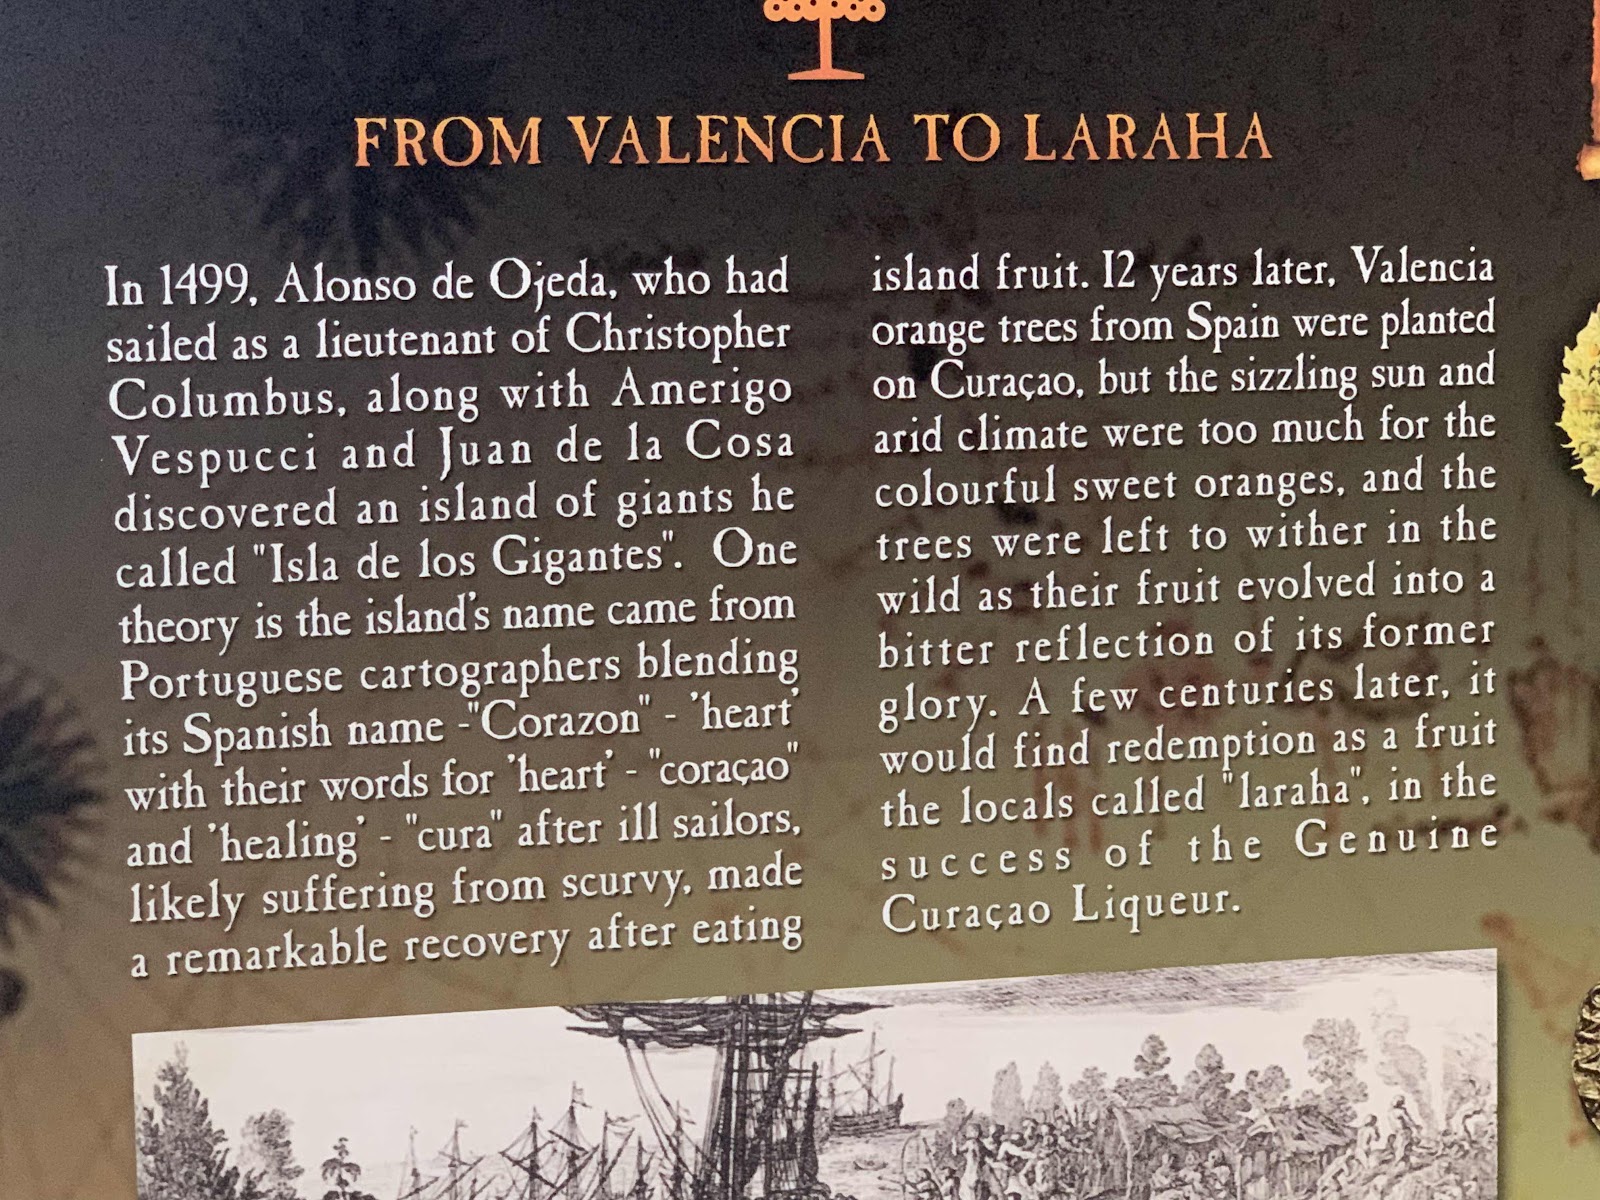 FROM VALENCIA TO LARAHA
In 1499, Alonso de Ojeda, who had
sailed as a lieutenant of Christopher
Columbus, along with Amerigo
Vespucci and Juan de la Cosa
discovered an island of giants he
called "Isla de los Gigantes". One
theory is the island's name came from
Portuguese cartographers blending
its Spanish name -"Corazon" - 'heart'
with their words for 'heart' - "coraçao"
and 'healing' - "cura" after ill sailors,
likely suffering from scurvy, made
a remarkable recovery after eating
island fruit. 12 years later, Valencia
orange trees from Spain were planted
on Curaçao, but the sizzling sun and
arid climate were too much for the
colourful sweet oranges, and the
trees were left to wither in the
wild as their fruit evolved into a
bitter reflection of its former
glory. A few centuries later, it
would find redemption as a fruit
the locals called "laraha", in the
success of the Genuine
Curaçao Liqueur.